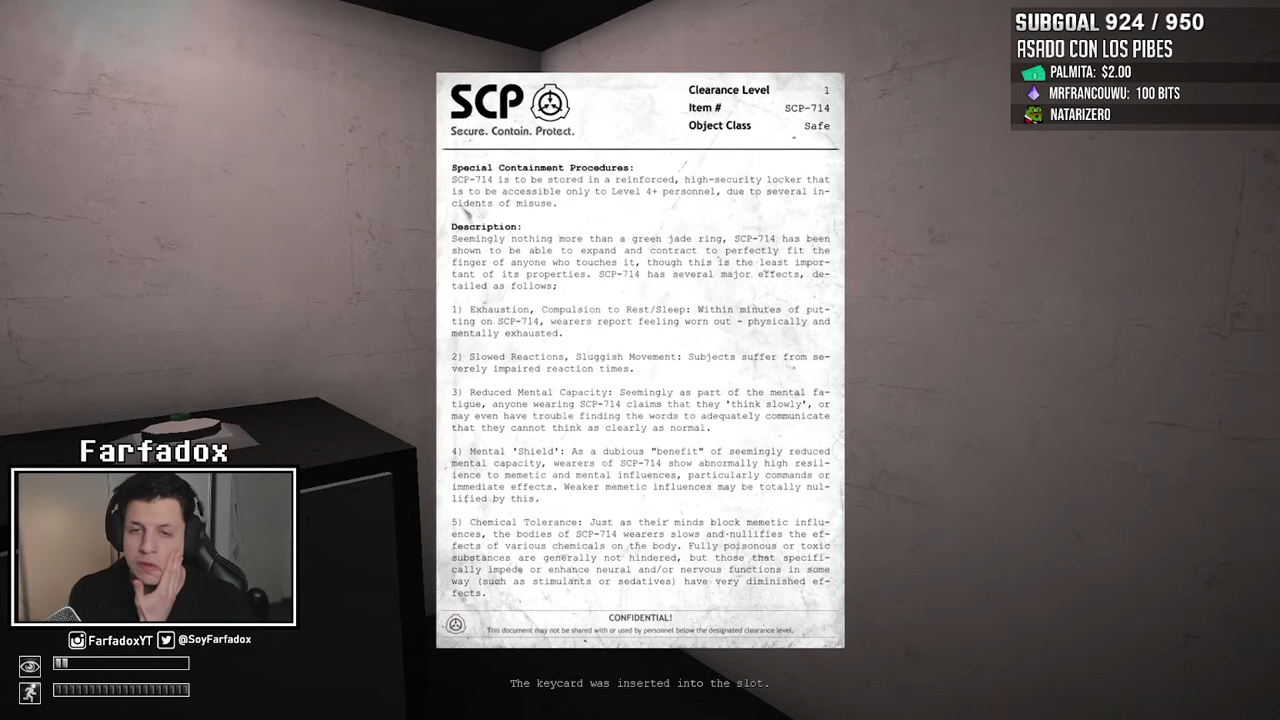 SUBGOAL 924 / 950
ASADO CON LOS PIBES
PALMITA: $2.00
MRFRANCOUWU: 100 BITS
NATARIZERO
SCP
Secure. Contain. Protect.
Clearance Level 1
Item # SCP-714
Object Class Safe
Special Containment Procedures:
SCP-714 is to be stored in a reinforced, high-security locker that
is to be accessible only to Level 4+ personnel, due to several in-
cidents of misuse.
Description:
Seemingly nothing more than a green jade ring, SCP-714 has been
shown to be able to expand and contract to perfectly fit the
finger of anyone who touches it, though this is the least impor-
tant of its properties. SCP-714 has several major effects, de-
tailed as follows;
1) Exhaustion, Compulsion to Rest/Sleep: Within minutes of put-
ting on SCP-714, wearers report feeling worn out - physically and
mentally exhausted.
2) Slowed Reactions, Sluggish Movement: Subjects suffer from se-
verely impaired reaction times.
3) Reduced Mental Capacity: Seemingly as part of the mental fa-
tigue, anyone wearing SCP-714 claims that they 'think slowly', or
may even have trouble finding the words to adequately communicate
that they cannot think as clearly as normal.
4) Mental 'Shield': As a dubious "benefit" of seemingly reduced
mental capacity, wearers of SCP-714 show abnormally high resil-
ience to memetic and mental influences, particularly commands or
immediate effects. Weaker memetic influences may be totally nul-
lified by this.
5) Chemical Tolerance: Just as their minds block memetic influ-
ences, the bodies of SCP-714 wearers slows and nullifies the ef-
fects of various chemicals on the body. Fully poisonous or toxic
substances are generally not hindered, but those that specifi-
cally impede or enhance neural and/or nervous functions in some
way (such as stimulants or sedatives) have very diminished ef-
fects.
CONFIDENTIAL!
This document may not be shared with or used by personnel below the designated clearance level.
Farfadox
FarfadoxYT @SoyFarfadox
The keycard was inserted into the slot.